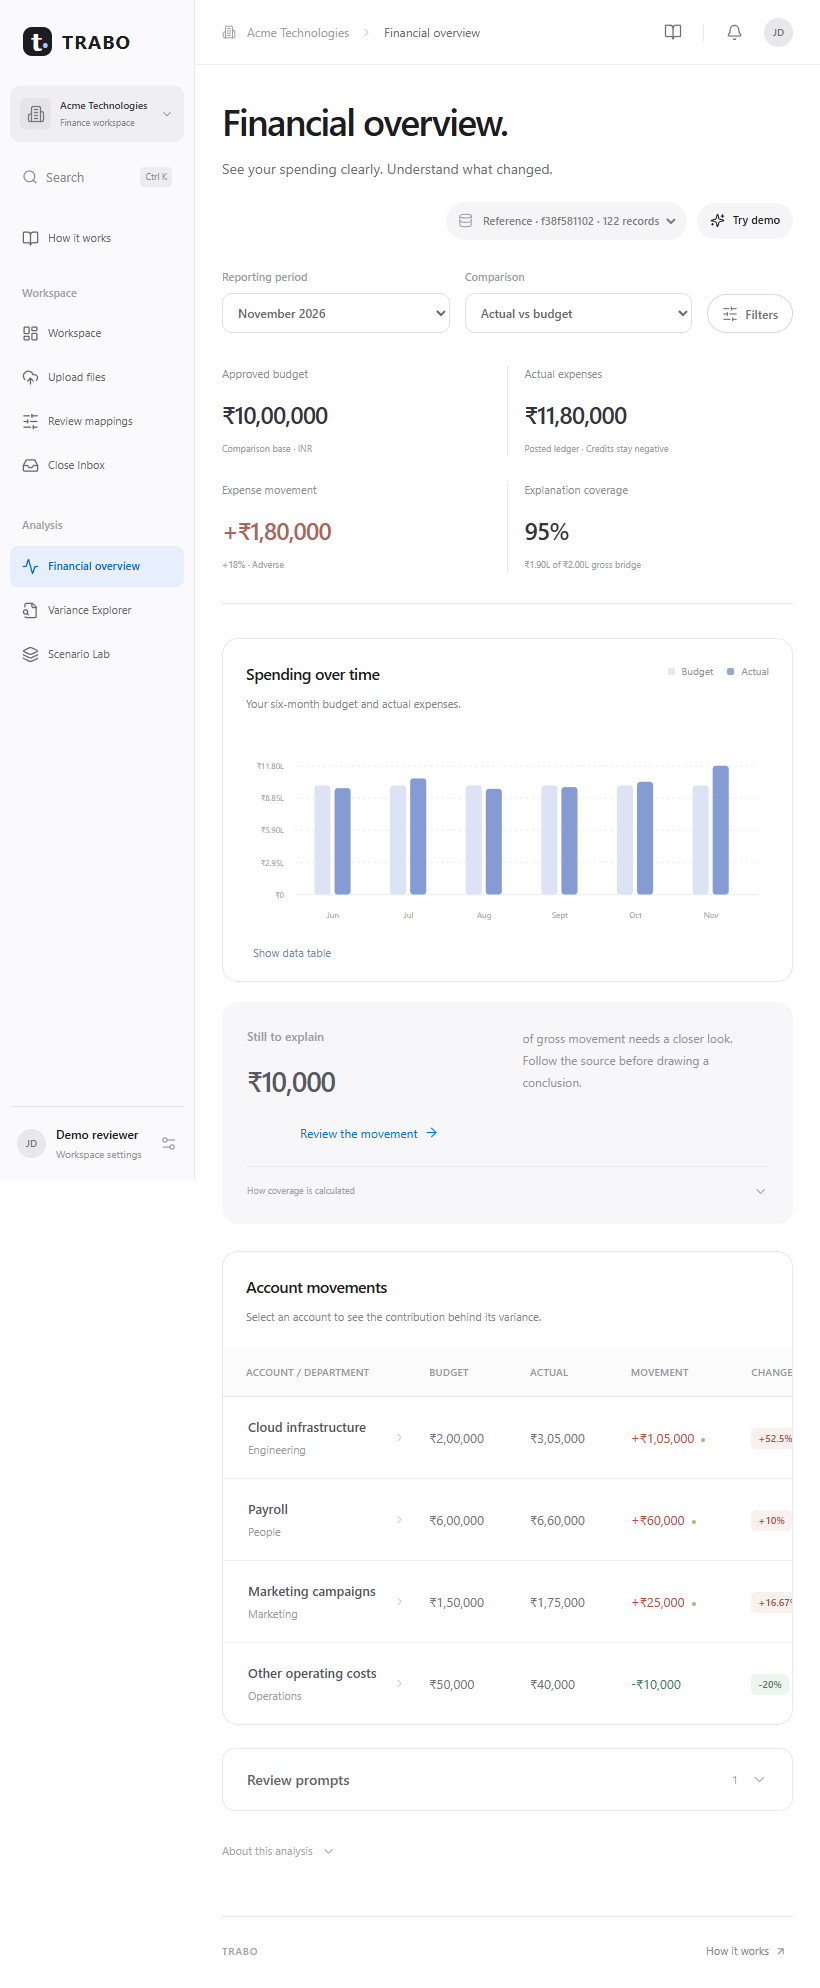 t. TRABO
Acme Technologies
Finance workspace
Search Ctrl K
How it works
Workspace
Workspace
Upload files
Review mappings
Close Inbox
Analysis
Financial overview
Variance Explorer
Scenario Lab
JD
Demo reviewer
Workspace settings
Acme Technologies Financial overview JD
Financial overview.
See your spending clearly. Understand what changed.
Reference · f38f581102 · 122 records Try demo
Reporting period Comparison
November 2026 Actual vs budget Filters
Approved budget
₹10,00,000
Comparison base · INR
Actual expenses
₹11,80,000
Posted ledger · Credits stay negative
Expense movement
+₹1,80,000
+18% · Adverse
Explanation coverage
95%
₹1.90L of ₹2.00L gross bridge
Spending over time Budget Actual
Your six-month budget and actual expenses.
₹11.80L
₹8.85L
₹5.90L
₹2.95L
₹0
Jun Jul Aug Sept Oct Nov
Show data table
Still to explain
₹10,000
of gross movement needs a closer look.
Follow the source before drawing a
conclusion.
Review the movement
How coverage is calculated
Account movements
Select an account to see the contribution behind its variance.
ACCOUNT / DEPARTMENT BUDGET ACTUAL MOVEMENT CHANGE
Cloud infrastructure ₹2,00,000 ₹3,05,000 +₹1,05,000 +52.5%
Engineering
Payroll ₹6,00,000 ₹6,60,000 +₹60,000 +10%
People
Marketing campaigns ₹1,50,000 ₹1,75,000 +₹25,000 +16.67%
Marketing
Other operating costs ₹50,000 ₹40,000 -₹10,000 -20%
Operations
Review prompts 1
About this analysis
TRABO How it works